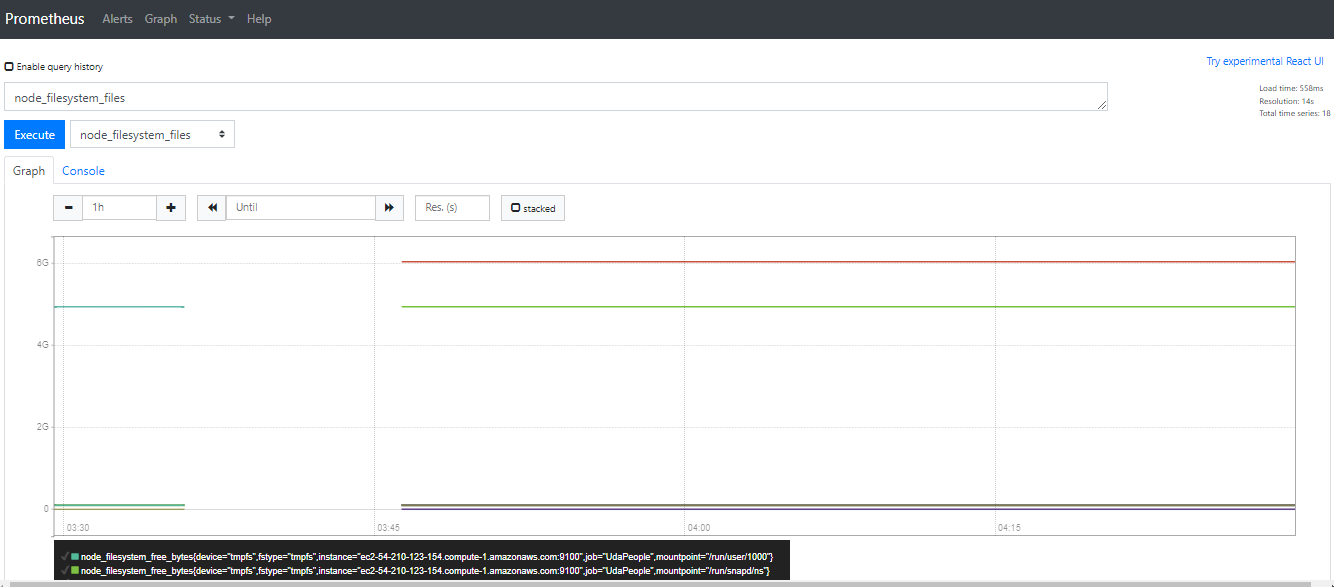 Prometheus Alerts Graph Status Help
Enable query history
Try experimental React UI
node_filesystem_files
Load time: 558ms
Resolution: 14s
Total time series: 18
Execute node_filesystem_files
Graph Console
1h Until Res. (s) stacked
6G
4G
2G
0
03:30 03:45 04:00 04:15
node_filesystem_free_bytes{device="tmpfs",fstype="tmpfs",instance="ec2-54-210-123-154.compute-1.amazonaws.com:9100",job="UdaPeople",mountpoint="/run/user/1000"}
node_filesystem_free_bytes{device="tmpfs",fstype="tmpfs",instance="ec2-54-210-123-154.compute-1.amazonaws.com:9100",job="UdaPeople",mountpoint="/run/snapd/ns"}